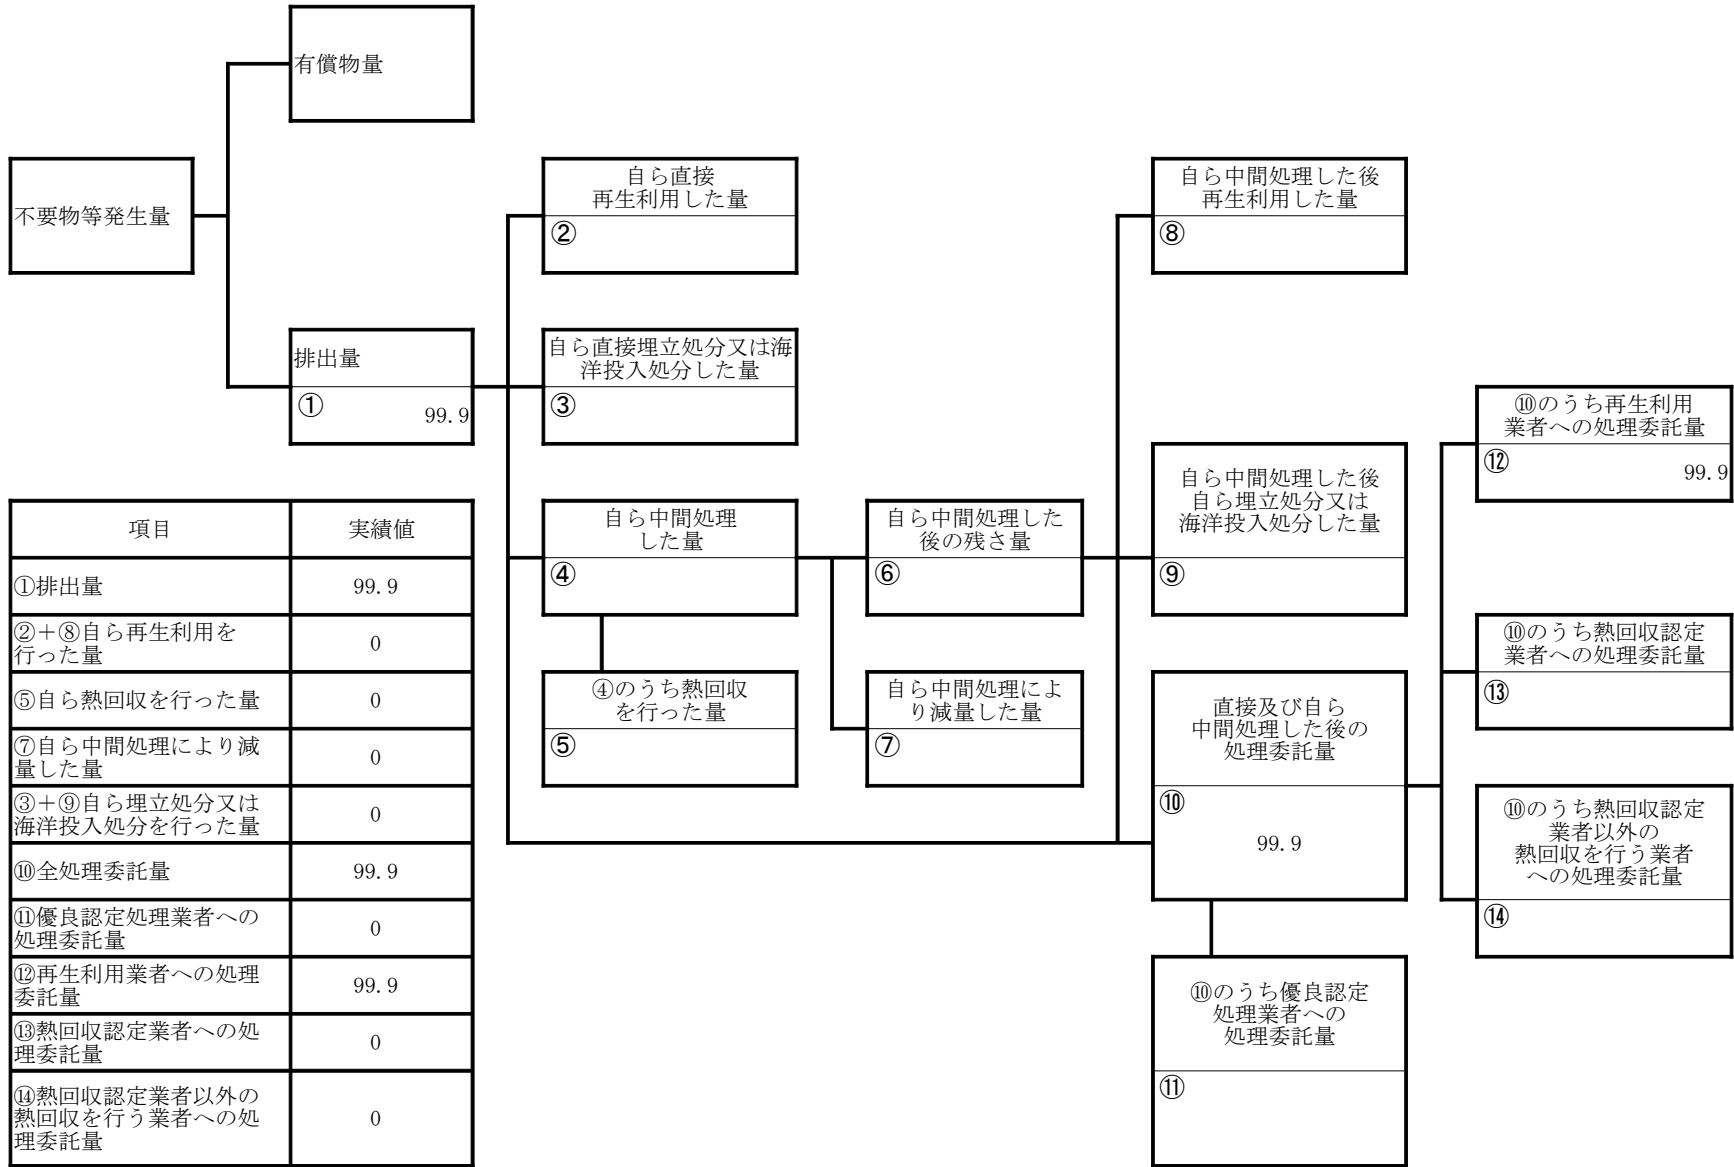 有償物量
不要物等発生量
自ら直接
再生利用した量
②
自ら中間処理した後
再生利用した量
⑧
排出量
①
99.9
自ら直接埋立処分又は海
洋投入処分した量
③
⑩のうち再生利用
業者への処理委託量
⑫
99.9
自ら中間処理
した量
④
自ら中間処理した
後の残さ量
⑥
自ら中間処理した後
自ら埋立処分又は
海洋投入処分した量
⑨
④のうち熱回収
を行った量
⑤
自ら中間処理によ
り減量した量
⑦
直接及び自ら
中間処理した後の
処理委託量
⑩
99.9
⑩のうち熱回収認定
業者への処理委託量
⑬
⑩のうち熱回収認定
業者以外の
熱回収を行う業者
への処理委託量
⑭
⑩のうち優良認定
処理業者への
処理委託量
⑪
項目 実績値
①排出量 99.9
②+⑧自ら再生利用を
行った量 0
⑤自ら熱回収を行った量 0
⑦自ら中間処理により減
量した量 0
③+⑨自ら埋立処分又は
海洋投入処分を行った量 0
⑩全処理委託量 99.9
⑪優良認定処理業者への
処理委託量 0
⑫再生利用業者への処理
委託量 99.9
⑬熱回収認定業者への処
理委託量 0
⑭熱回収認定業者以外の
熱回収を行う業者への処
理委託量 0